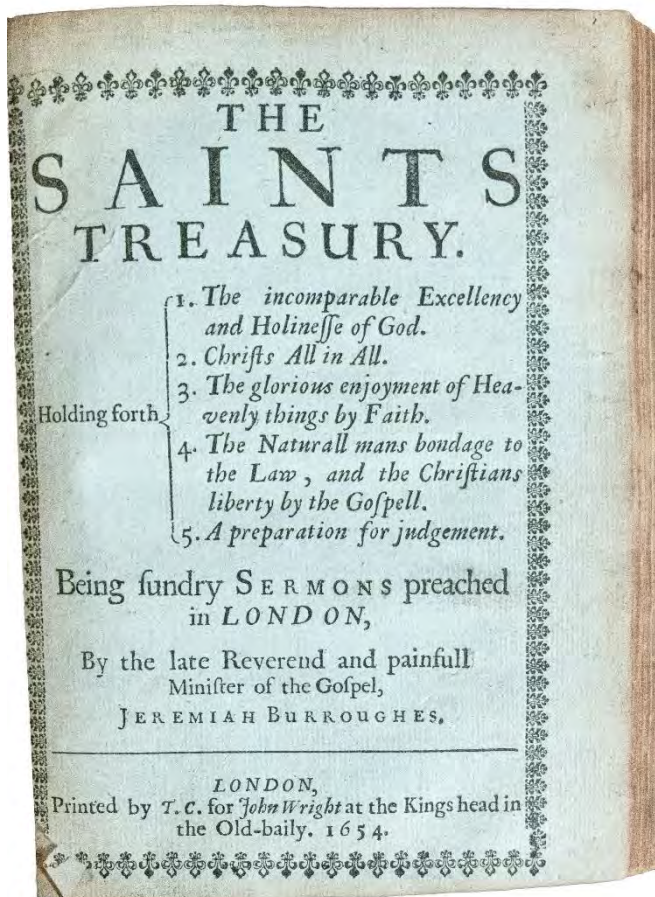 THE
SAINTS
TREASURY.
1. The incomparable Excellency
and Holineſſe of God.
2. Chriſts All in All.
3. The glorious enjoyment of Hea-
Holding forth venly things by Faith.
4. The Naturall mans bondage to
the Law, and the Chriſtians
liberty by the Goſpell.
5. A preparation for judgement.
Being ſundry SERMONS preached
in LONDON,
By the late Reverend and painfull
Miniſter of the Goſpel,
JEREMIAH BURROUGHES.
LONDON,
Printed by T. C. for John Wright at the Kings head in
the Old-baily. 1654.